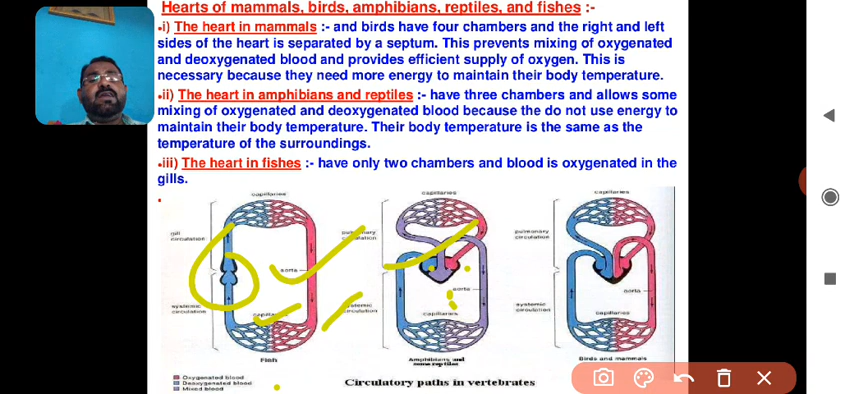 Hearts of mammals, birds, amphibians, reptiles, and fishes :-
•i) The heart in mammals :- and birds have four chambers and the right and left
sides of the heart is separated by a septum. This prevents mixing of oxygenated
and deoxygenated blood and provides efficient supply of oxygen. This is
necessary because they need more energy to maintain their body temperature.
•ii) The heart in amphibians and reptiles :- have three chambers and allows some
mixing of oxygenated and deoxygenated blood because the do not use energy to
maintain their body temperature. Their body temperature is the same as the
temperature of the surroundings.
•iii) The heart in fishes :- have only two chambers and blood is oxygenated in the
gills.
capillaries
capillaries
capillaries
gill
circulation
pulmonary
circulation
aorta
aorta
aorta
systemic
circulation
capillaries
capillaries
systemic
circulation
capillaries
Fish
Amphibians and
some reptiles
Birds and mammals
Oxygenated blood
Deoxygenated blood
Mixed blood
Circulatory paths in vertebrates